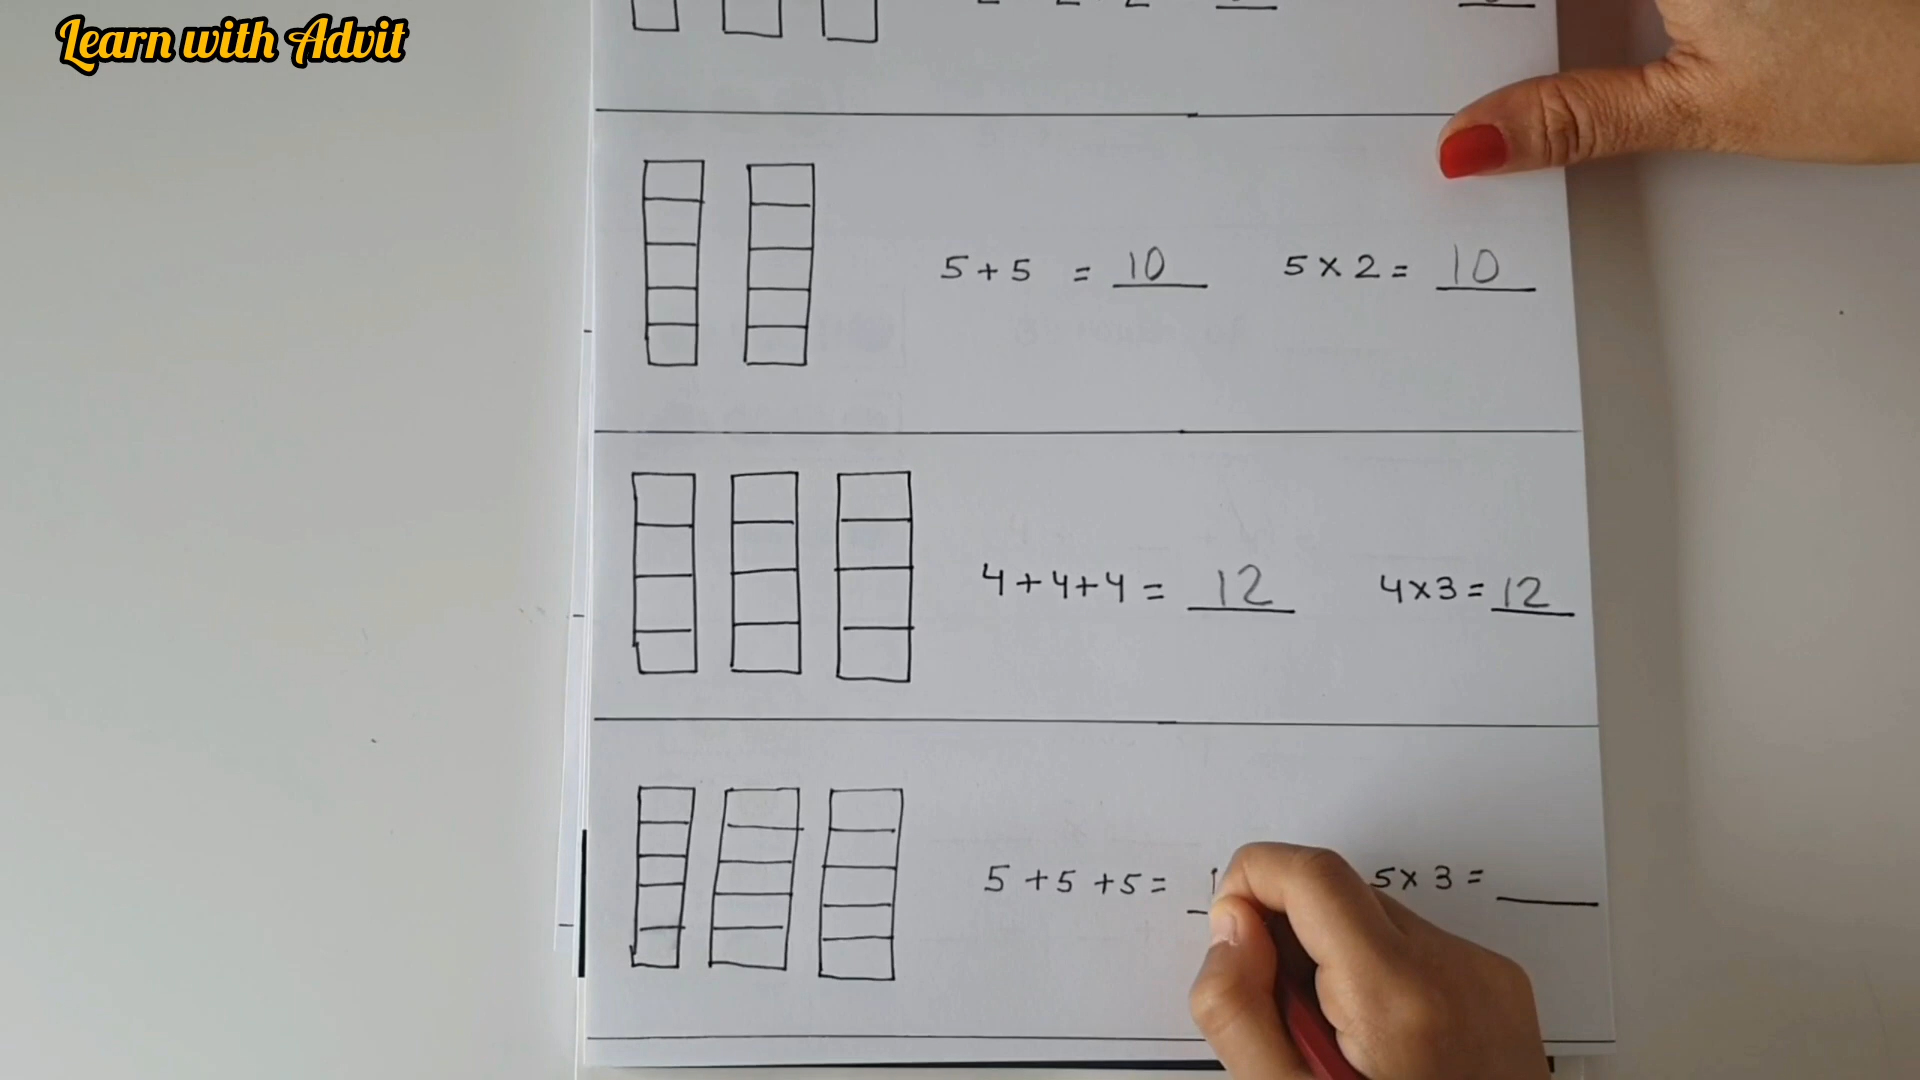 Learn with Advit
5 + 5 = 10 5 × 2 = 10
4 + 4 + 4 = 12 4 × 3 = 12
5 + 5 + 5 = 1 5 × 3 =